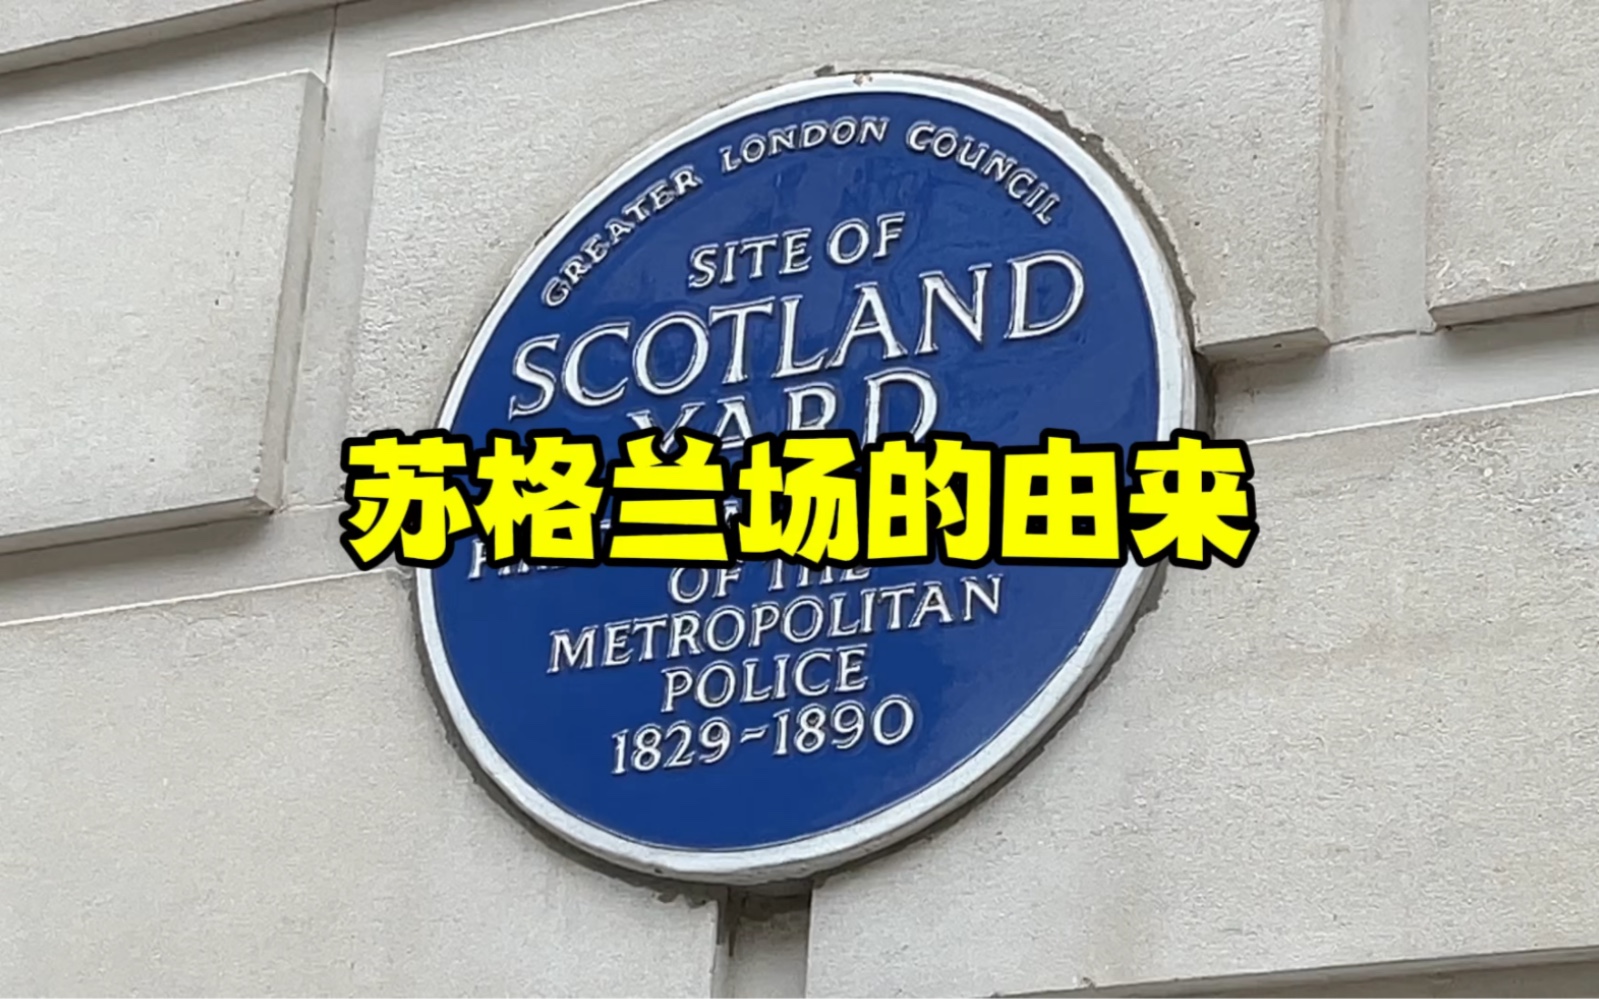 GREATER LONDON COUNCIL
SITE OF
SCOTLAND
YARD
苏格兰场的由来
OF THE
METROPOLITAN
POLICE
1829~1890